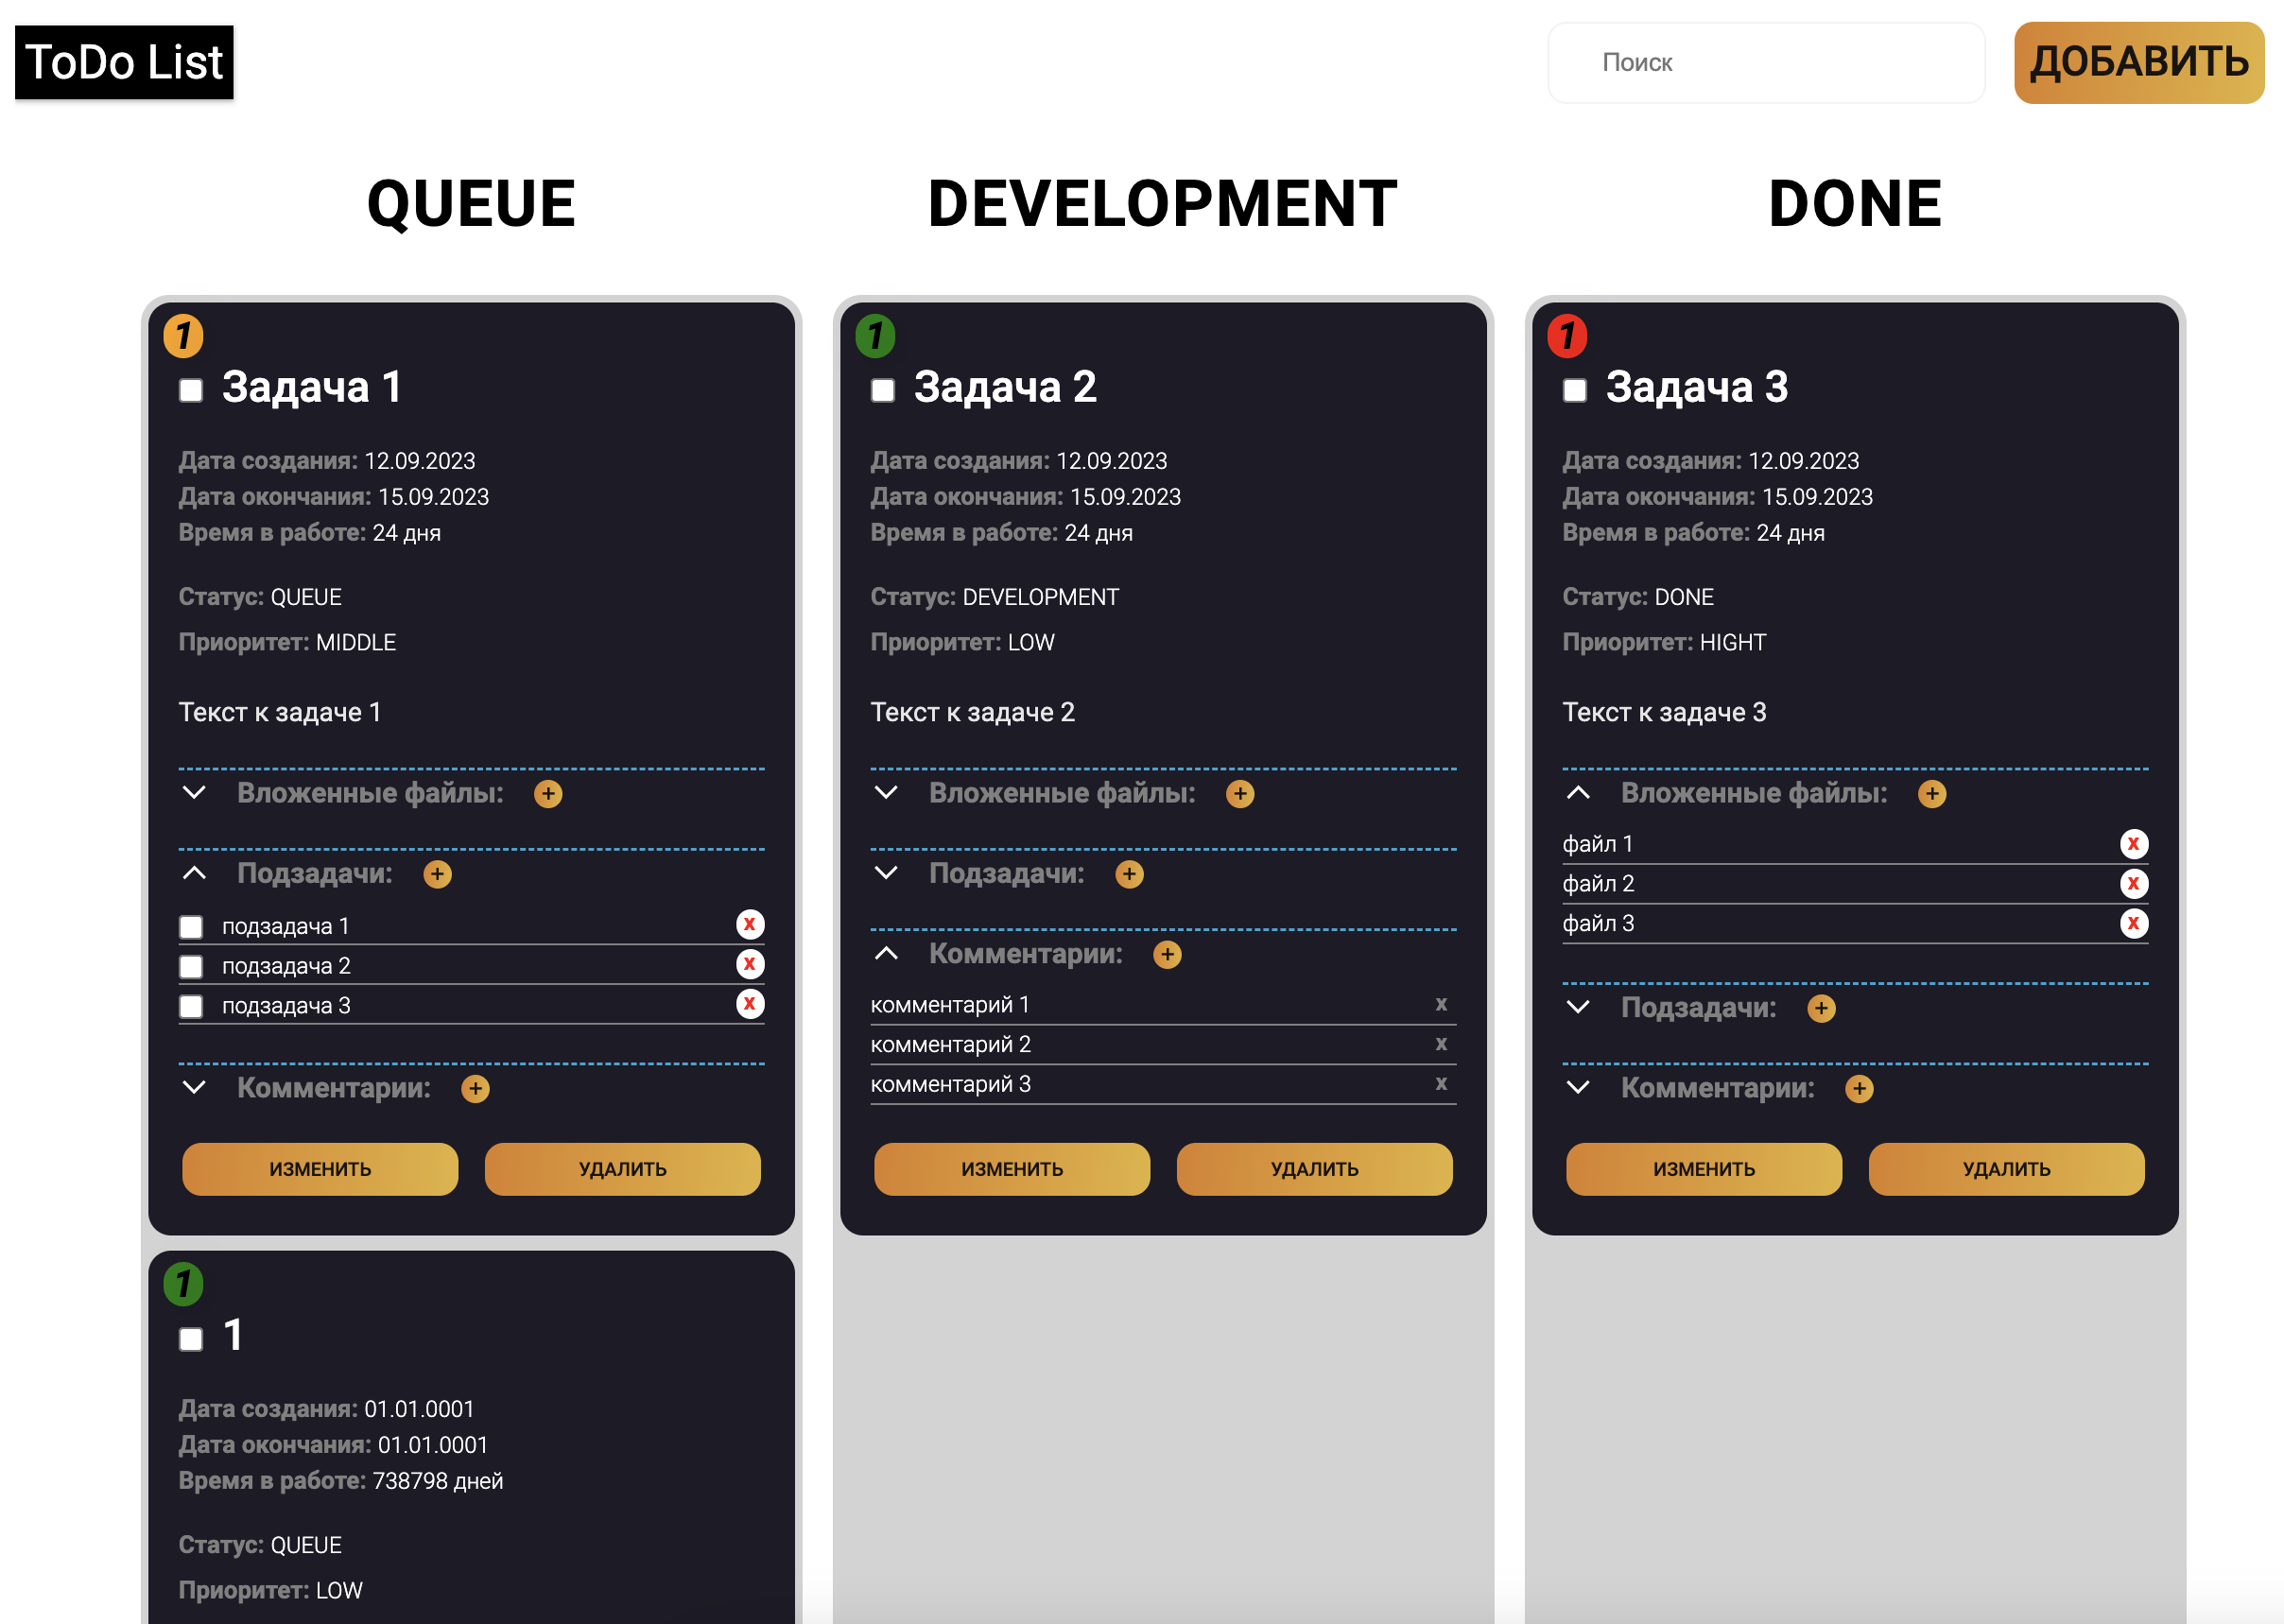 ToDo List
Поиск
ДОБАВИТЬ
QUEUE
1
Задача 1
Дата создания: 12.09.2023
Дата окончания: 15.09.2023
Время в работе: 24 дня
Статус: QUEUE
Приоритет: MIDDLE
Текст к задаче 1
Вложенные файлы: +
Подзадачи: +
подзадача 1 x
подзадача 2 x
подзадача 3 x
Комментарии: +
ИЗМЕНИТЬ УДАЛИТЬ
1
1
Дата создания: 01.01.0001
Дата окончания: 01.01.0001
Время в работе: 738798 дней
Статус: QUEUE
Приоритет: LOW
DEVELOPMENT
1
Задача 2
Дата создания: 12.09.2023
Дата окончания: 15.09.2023
Время в работе: 24 дня
Статус: DEVELOPMENT
Приоритет: LOW
Текст к задаче 2
Вложенные файлы: +
Подзадачи: +
Комментарии: +
комментарий 1 x
комментарий 2 x
комментарий 3 x
ИЗМЕНИТЬ УДАЛИТЬ
DONE
1
Задача 3
Дата создания: 12.09.2023
Дата окончания: 15.09.2023
Время в работе: 24 дня
Статус: DONE
Приоритет: HIGHT
Текст к задаче 3
Вложенные файлы: +
файл 1 x
файл 2 x
файл 3 x
Подзадачи: +
Комментарии: +
ИЗМЕНИТЬ УДАЛИТЬ